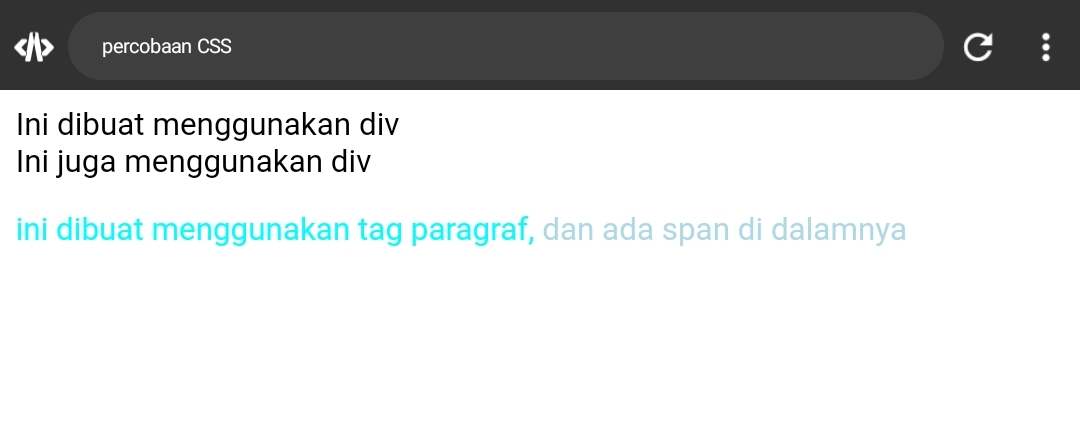 percobaan CSS
Ini dibuat menggunakan div
Ini juga menggunakan div
ini dibuat menggunakan tag paragraf, dan ada span di dalamnya